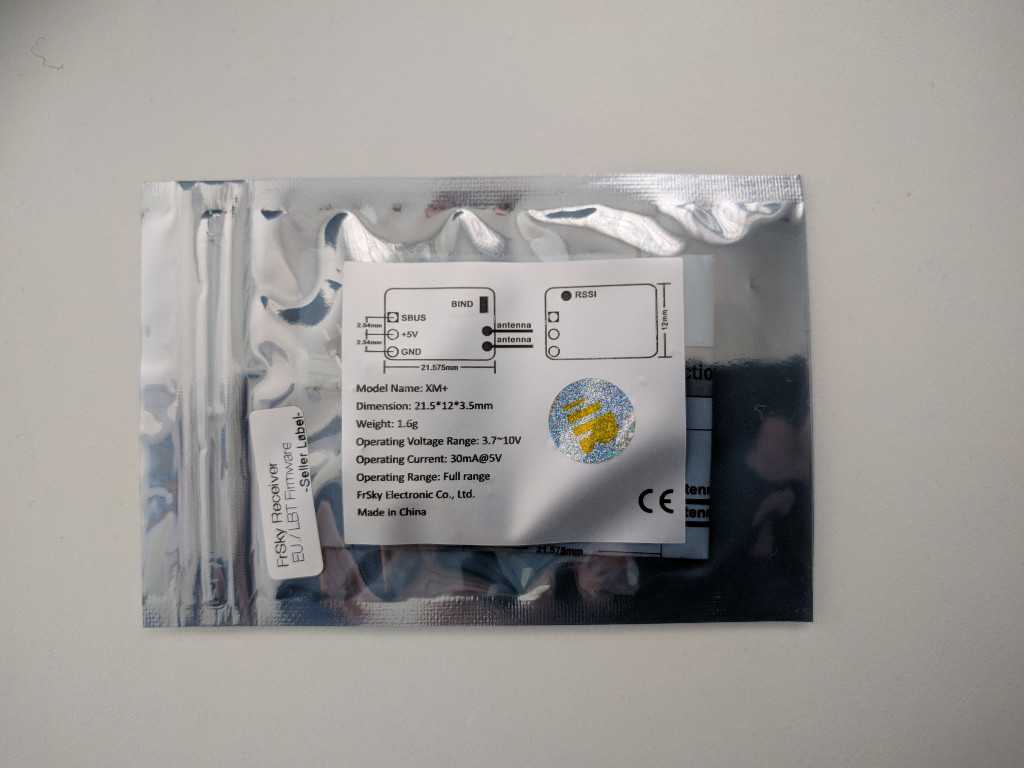 BIND
SBUS
2.54mm
+5V
2.54mm
GND
antenna
antenna
21.575mm
RSSI
12mm
Model Name: XM+
Dimension: 21.5*12*3.5mm
Weight: 1.6g
Operating Voltage Range: 3.7~10V
Operating Current: 30mA@5V
Operating Range: Full range
FrSky Electronic Co., Ltd.
Made in China
CE
FrSky Receiver
EU / LBT Firmware
-Seller Label-
21.575mm